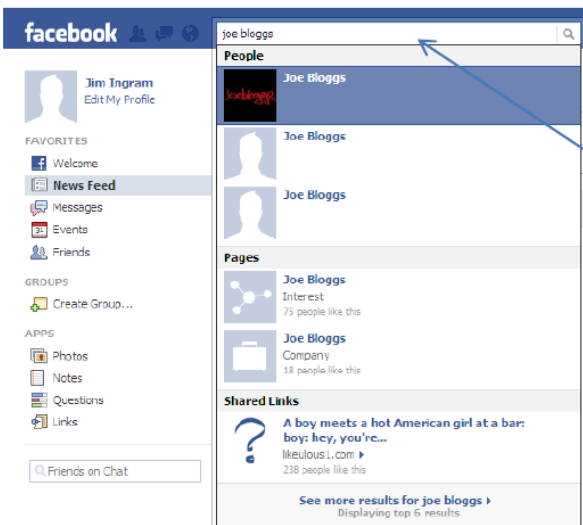 facebook
joe bloggs
Jim Ingram
Edit My Profile
FAVORITES
Welcome
News Feed
Messages
Events
Friends
GROUPS
Create Group...
APPS
Photos
Notes
Questions
Links
Friends on Chat
People
joebloggs
Joe Bloggs
Joe Bloggs
Joe Bloggs
Pages
Joe Bloggs
Interest
75 people like this
Joe Bloggs
Company
18 people like this
Shared Links
A boy meets a hot American girl at a bar:
boy: hey, you're...
likeulous1.com
238 people like this
See more results for joe bloggs
Displaying top 6 results